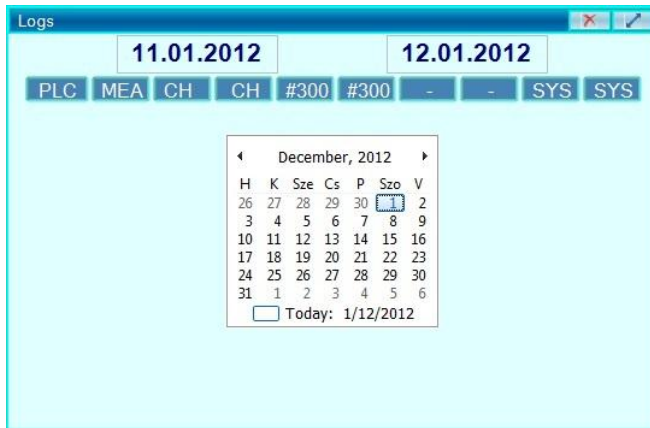 Logs
11.01.2012 12.01.2012
PLC MEA CH CH #300 #300 - - SYS SYS
December, 2012
H K Sze Cs P Szo V
26 27 28 29 30 1 2
3 4 5 6 7 8 9
10 11 12 13 14 15 16
17 18 19 20 21 22 23
24 25 26 27 28 29 30
31 1 2 3 4 5 6
Today: 1/12/2012